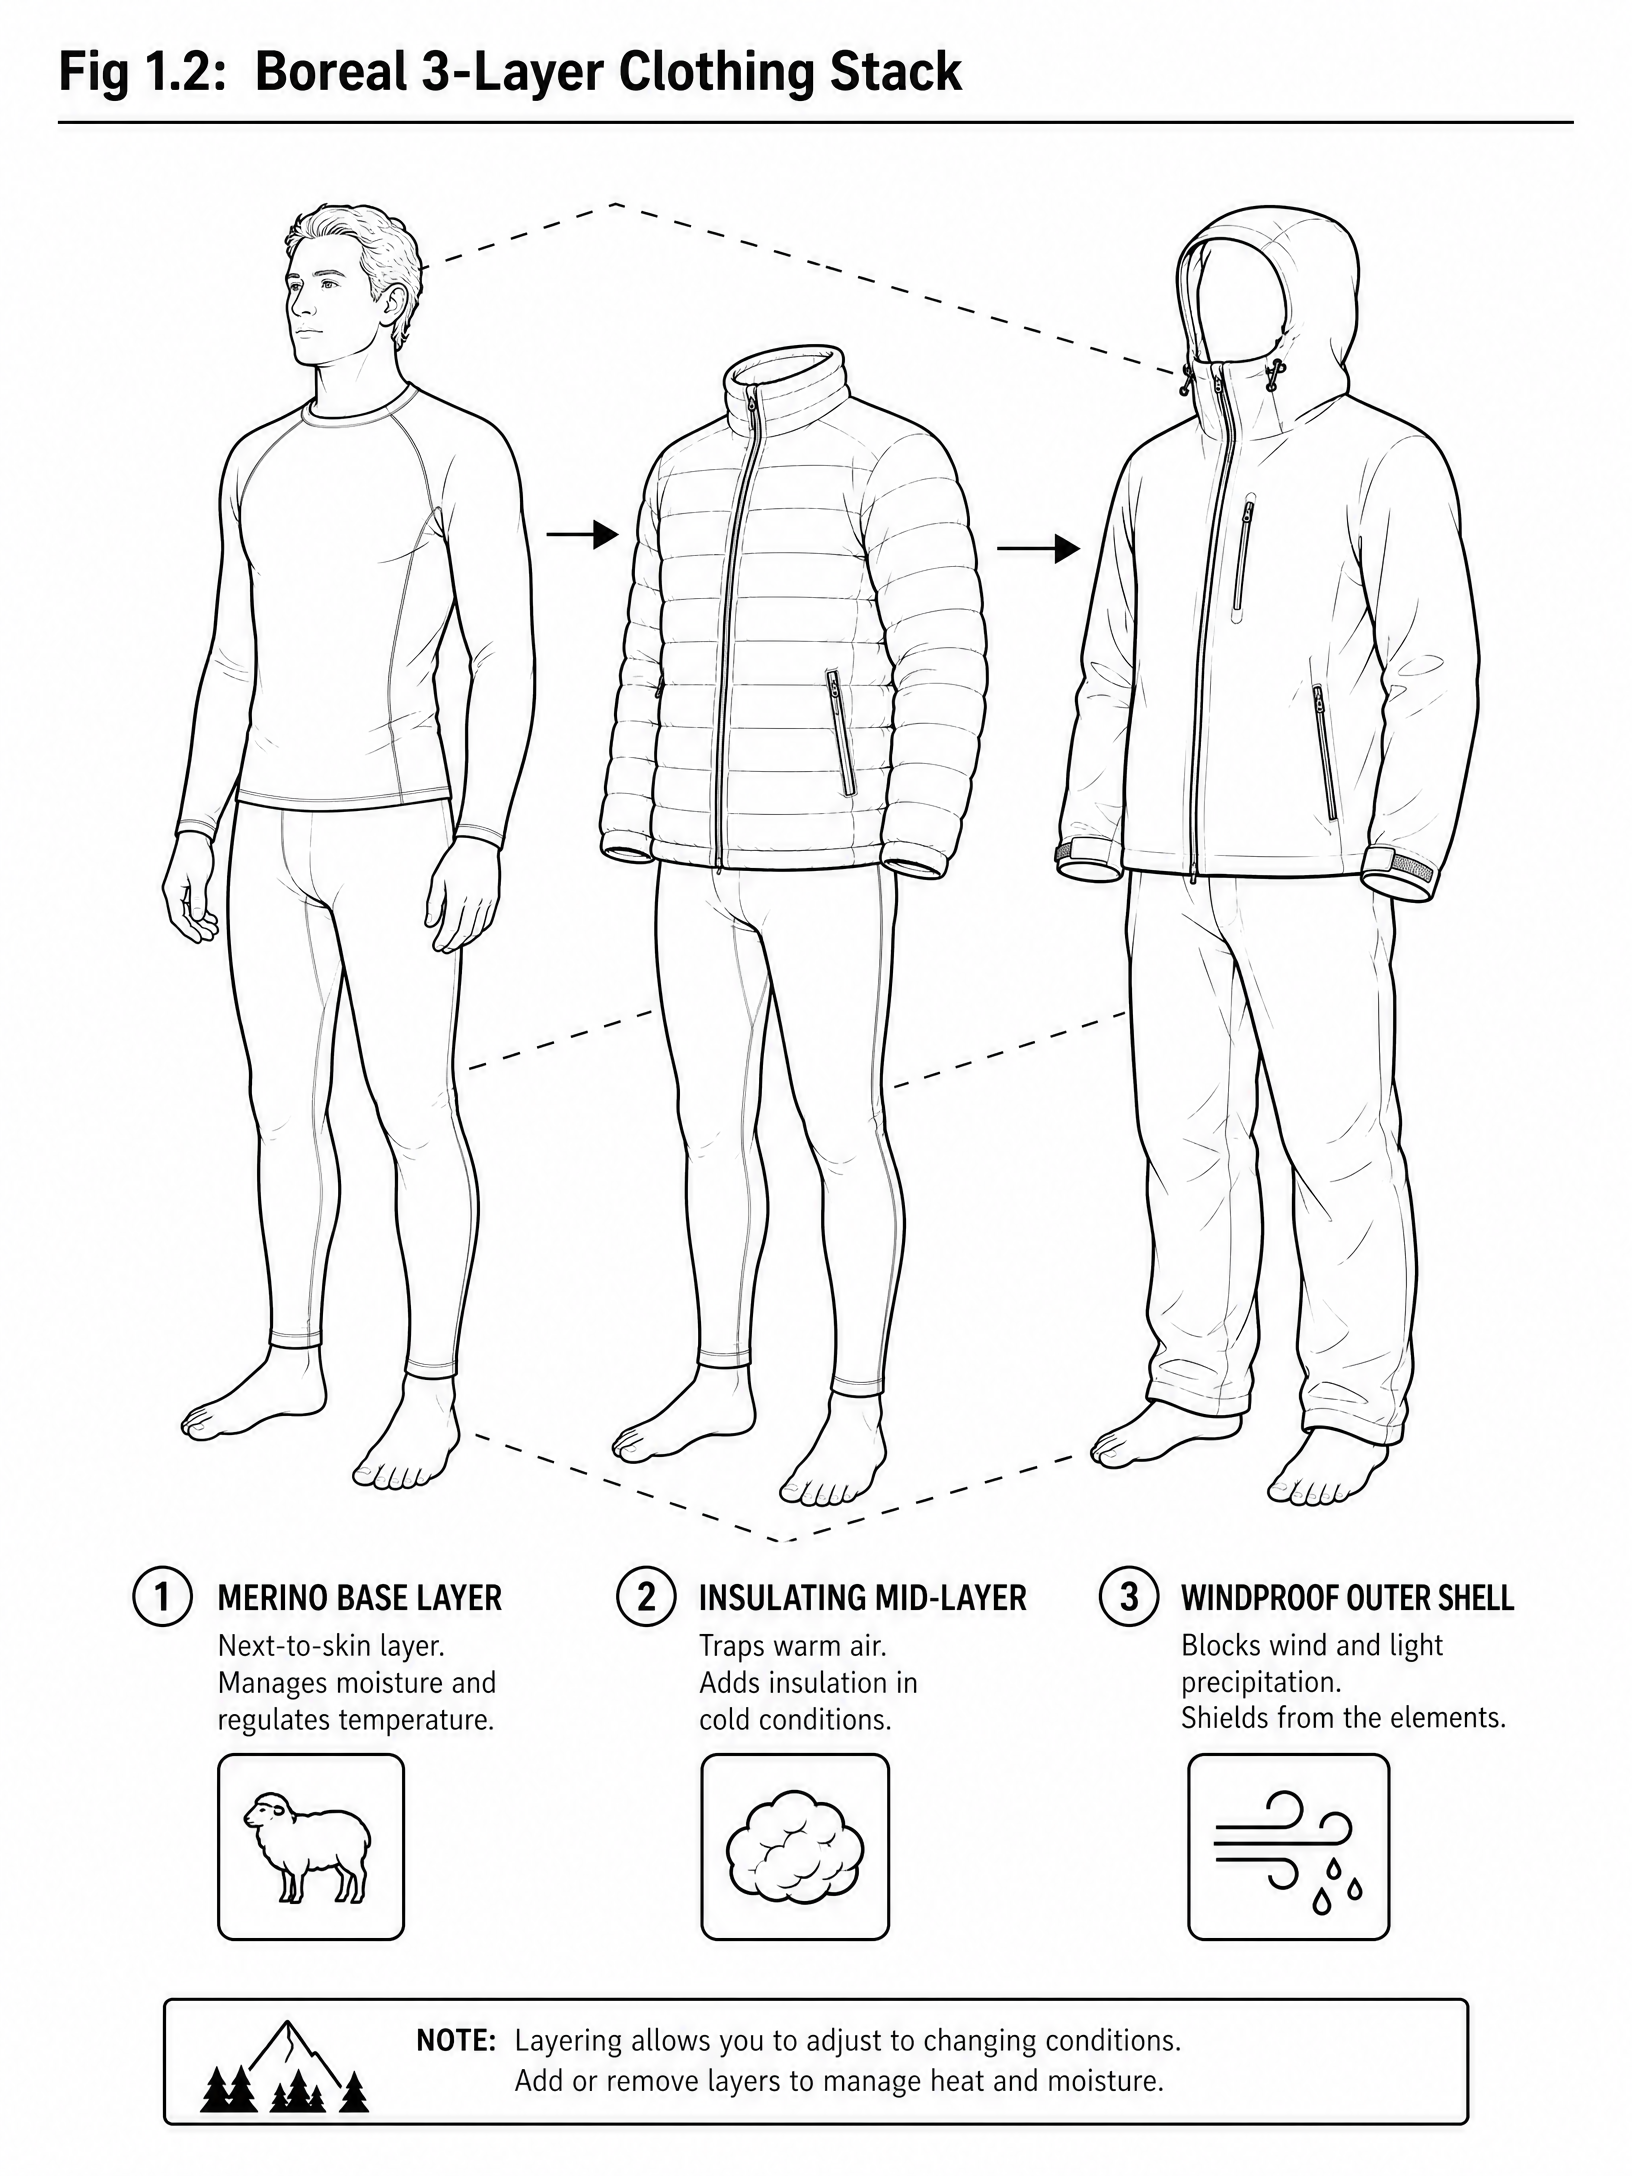 Fig 1.2: Boreal 3-Layer Clothing Stack
1 MERINO BASE LAYER
Next-to-skin layer.
Manages moisture and
regulates temperature.
2 INSULATING MID-LAYER
Traps warm air.
Adds insulation in
cold conditions.
3 WINDPROOF OUTER SHELL
Blocks wind and light
precipitation.
Shields from the elements.
NOTE: Layering allows you to adjust to changing conditions.
Add or remove layers to manage heat and moisture.